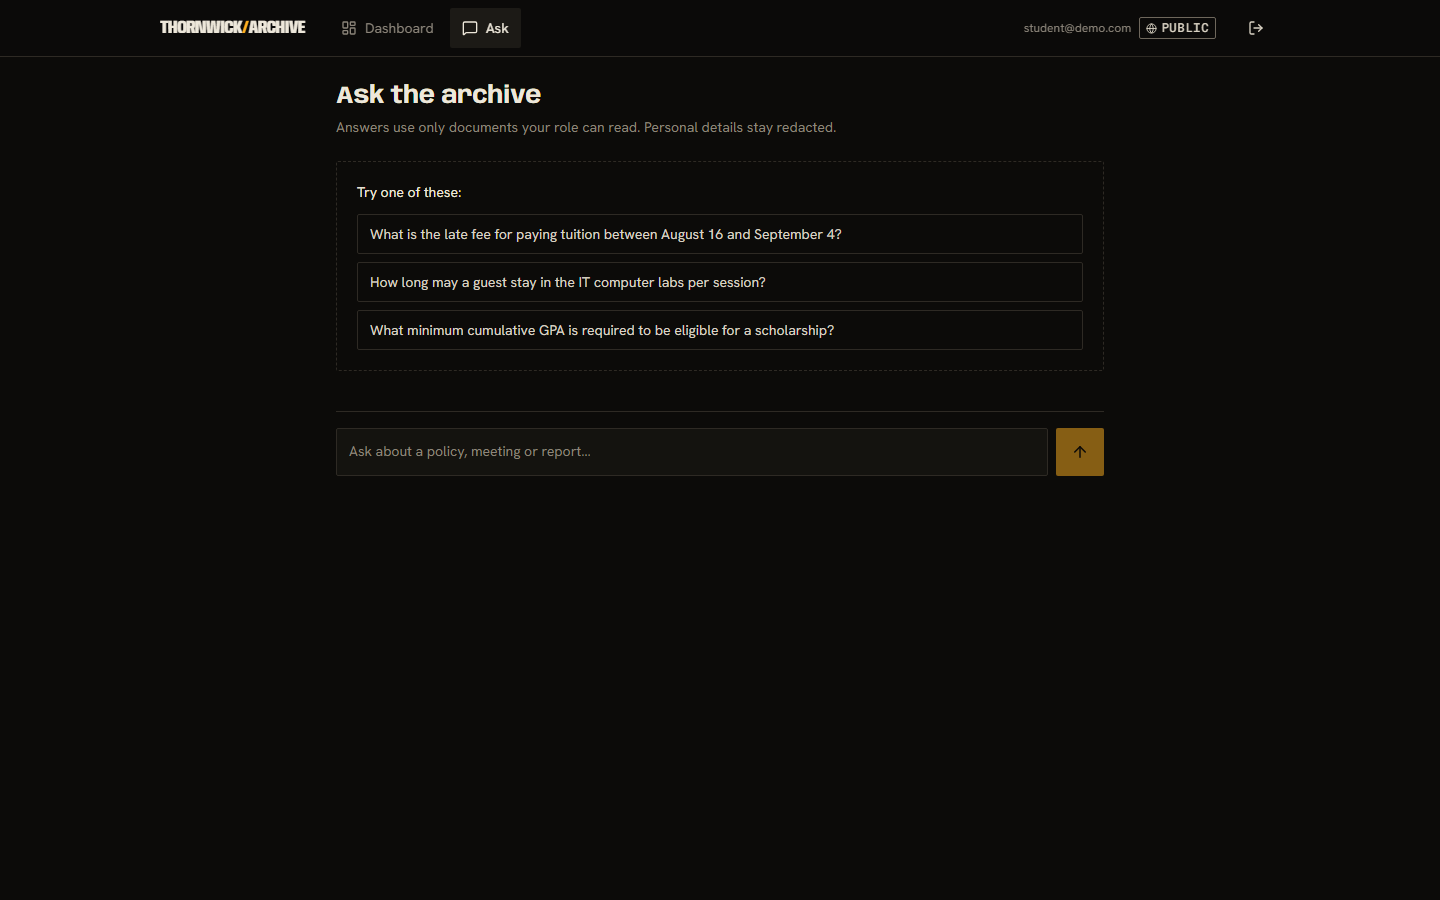 THORNWICK/ARCHIVE
Dashboard
Ask
student@demo.com
PUBLIC
Ask the archive
Answers use only documents your role can read. Personal details stay redacted.
Try one of these:
What is the late fee for paying tuition between August 16 and September 4?
How long may a guest stay in the IT computer labs per session?
What minimum cumulative GPA is required to be eligible for a scholarship?
Ask about a policy, meeting or report...